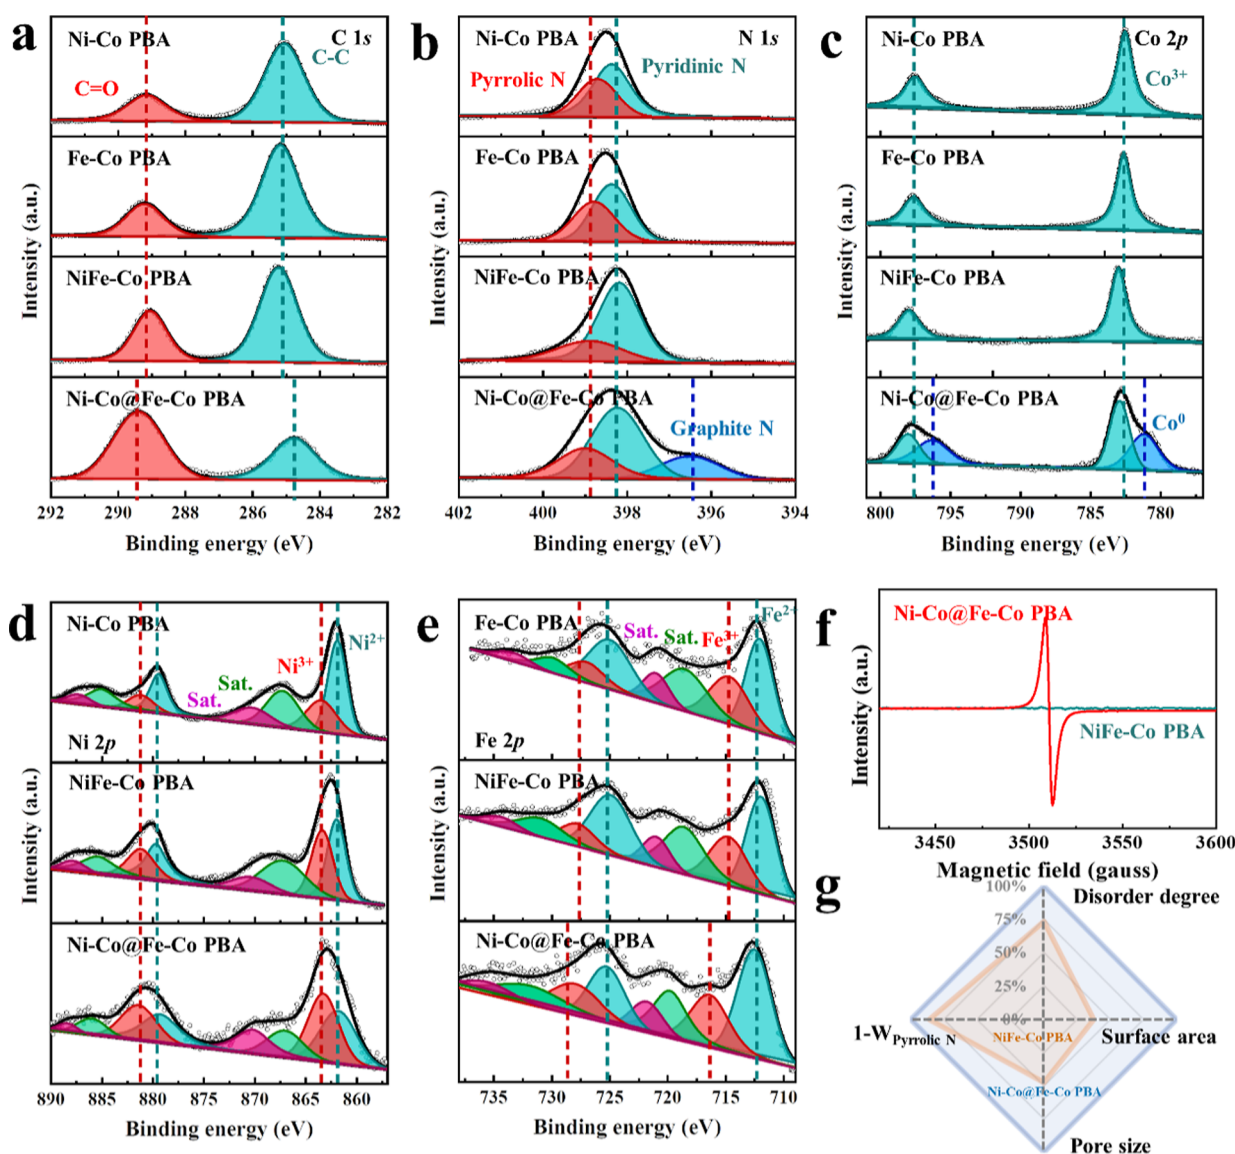 a
Ni-Co PBA
C 1s
C-C
C=O
Fe-Co PBA
NiFe-Co PBA
Ni-Co@Fe-Co PBA
Intensity (a.u.)
292 290 288 286 284 282
Binding energy (eV)
b
Ni-Co PBA
N 1s
Pyrrolic N
Pyridinic N
Fe-Co PBA
NiFe-Co PBA
Ni-Co@Fe-Co PBA
Graphite N
Intensity (a.u.)
402 400 398 396 394
Binding energy (eV)
c
Ni-Co PBA
Co 2p
Co3+
Fe-Co PBA
NiFe-Co PBA
Ni-Co@Fe-Co PBA
Co0
Intensity (a.u.)
800 795 790 785 780
Binding energy (eV)
d
Ni-Co PBA
Ni2+
Ni3+
Sat.
Sat.
Ni 2p
NiFe-Co PBA
Ni-Co@Fe-Co PBA
Intensity (a.u.)
890 885 880 875 870 865 860
Binding energy (eV)
e
Fe-Co PBA
Fe2+
Sat.
Sat.
Fe3+
Fe 2p
NiFe-Co PBA
Ni-Co@Fe-Co PBA
Intensity (a.u.)
735 730 725 720 715 710
Binding energy (eV)
f
Ni-Co@Fe-Co PBA
NiFe-Co PBA
Intensity (a.u.)
3450 3500 3550 3600
Magnetic field (gauss)
g
100%
Disorder degree
75%
50%
25%
0%
1-WPyrrolic N
NiFe-Co PBA
Surface area
Ni-Co@Fe-Co PBA
Pore size